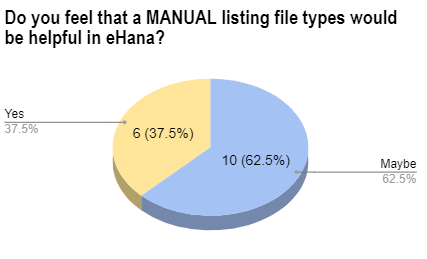 Do you feel that a MANUAL listing file types would
be helpful in eHana?
Yes
37.5%
6 (37.5%)
10 (62.5%)
Maybe
62.5%